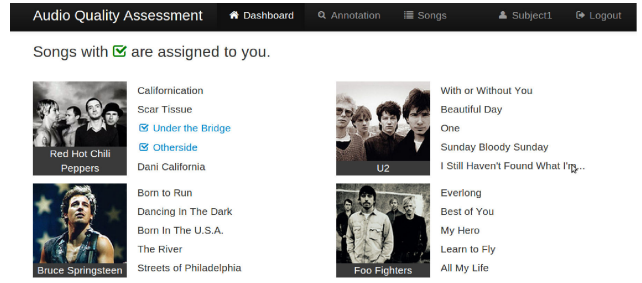 Audio Quality Assessment Dashboard Annotation Songs Subject1 Logout
Songs with are assigned to you.
Red Hot Chili
Peppers
Californication
Scar Tissue
Under the Bridge
Otherside
Dani California
U2
With or Without You
Beautiful Day
One
Sunday Bloody Sunday
I Still Haven't Found What I'm...
Bruce Springsteen
Born to Run
Dancing In The Dark
Born In The U.S.A.
The River
Streets of Philadelphia
Foo Fighters
Everlong
Best of You
My Hero
Learn to Fly
All My Life